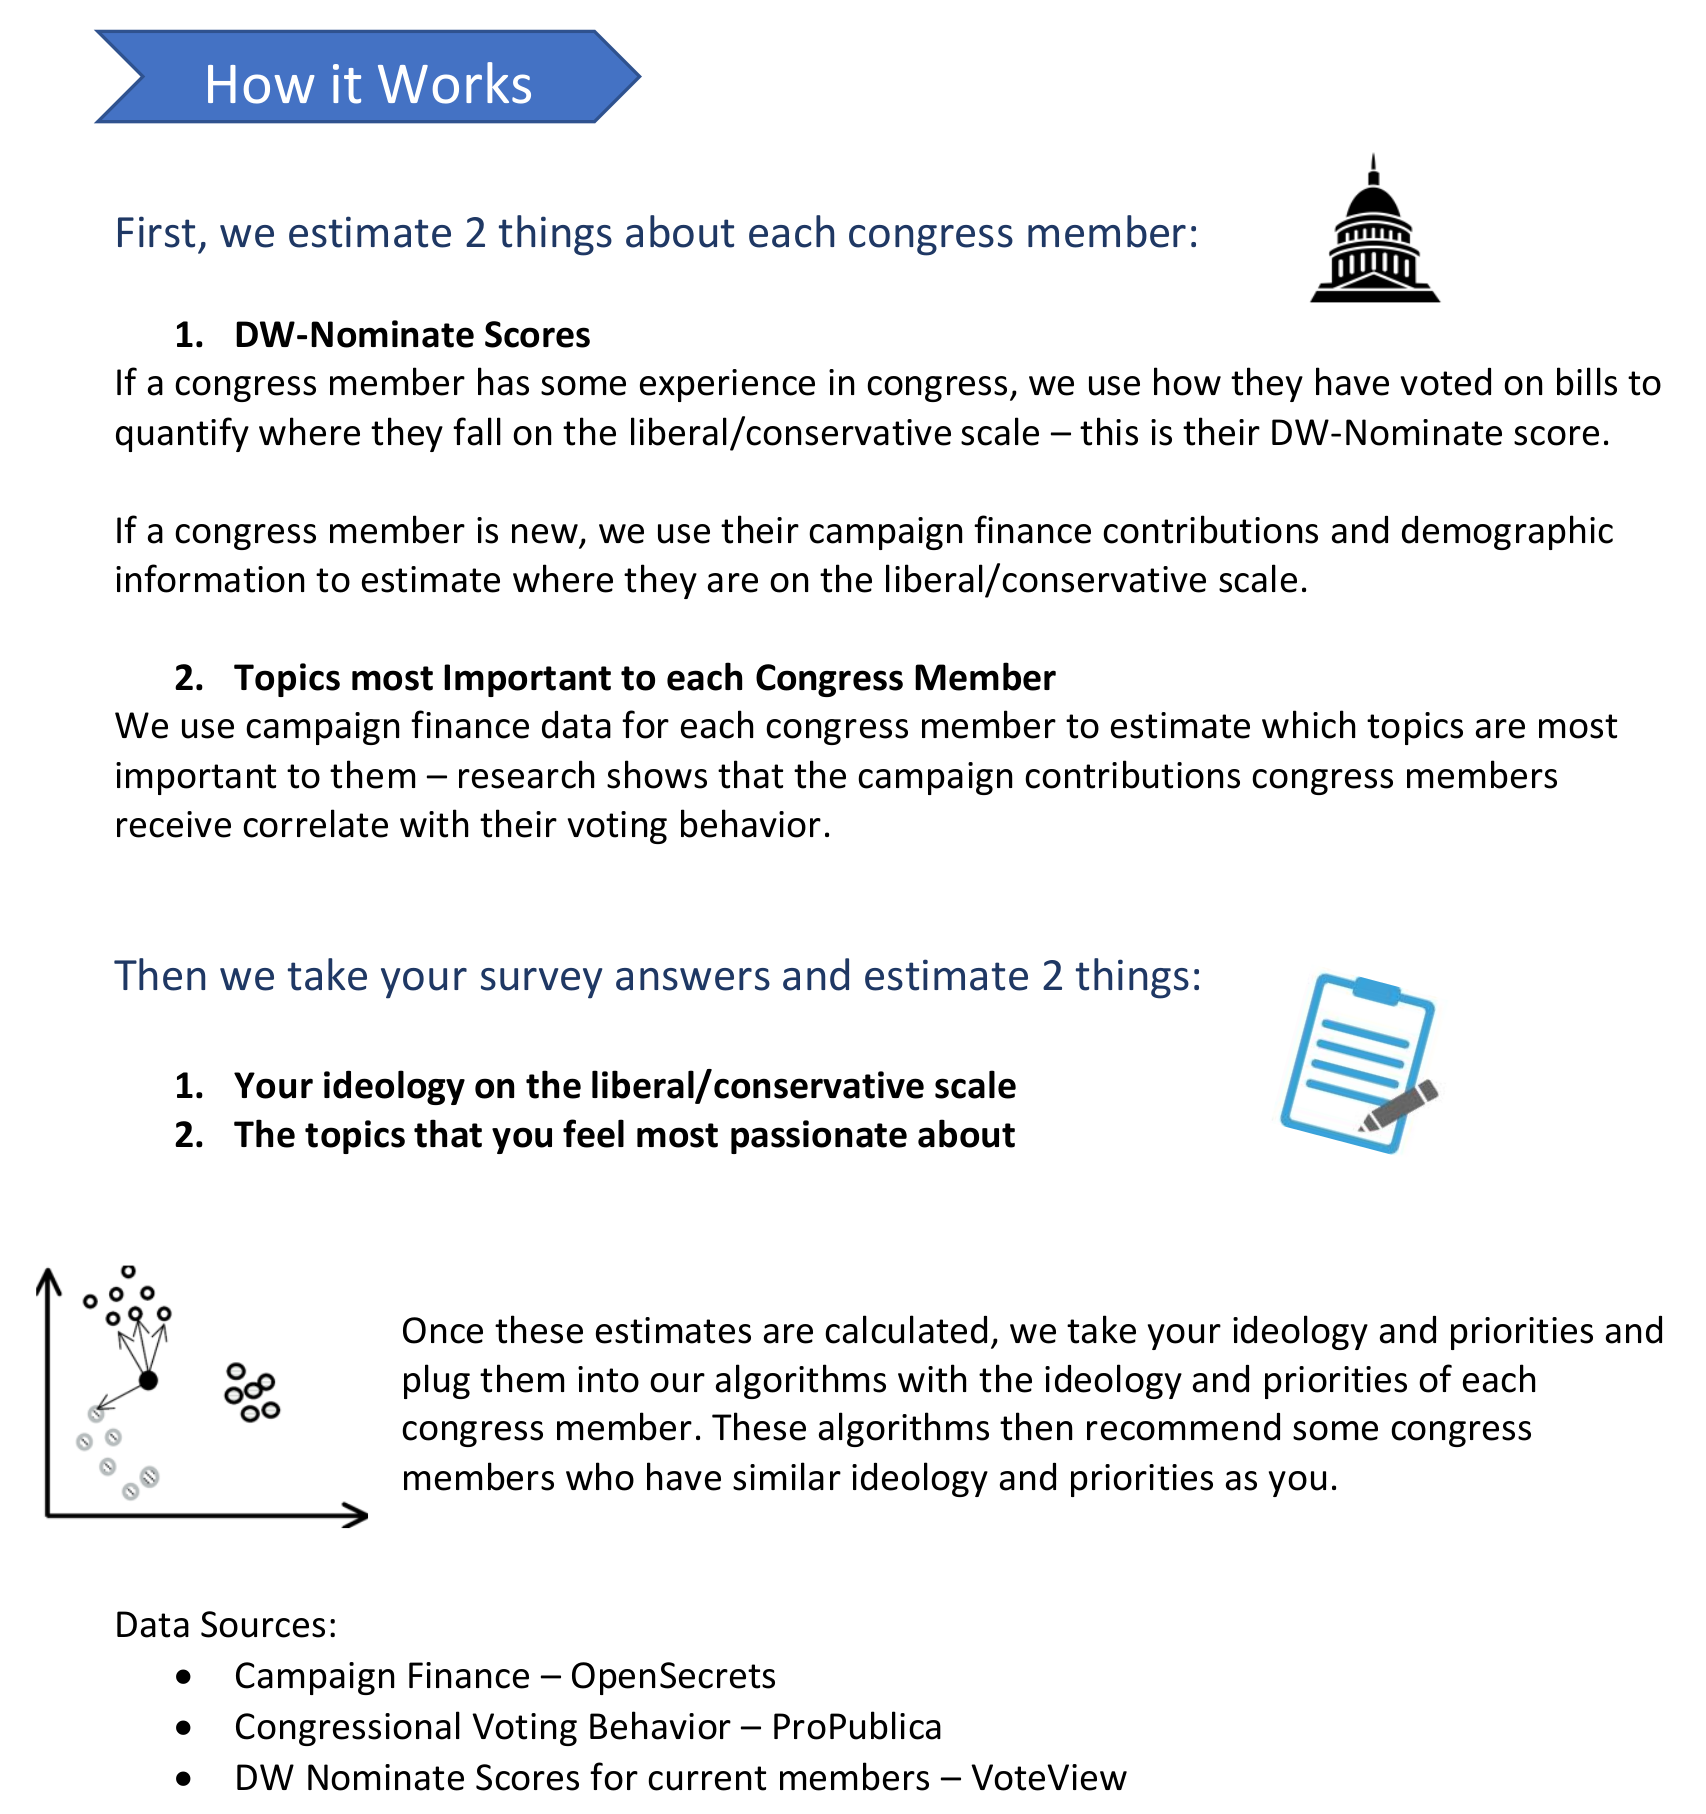 How it Works
First, we estimate 2 things about each congress member:
1. DW-Nominate Scores
If a congress member has some experience in congress, we use how they have voted on bills to
quantify where they fall on the liberal/conservative scale – this is their DW-Nominate score.
If a congress member is new, we use their campaign finance contributions and demographic
information to estimate where they are on the liberal/conservative scale.
2. Topics most Important to each Congress Member
We use campaign finance data for each congress member to estimate which topics are most
important to them – research shows that the campaign contributions congress members
receive correlate with their voting behavior.
Then we take your survey answers and estimate 2 things:
1. Your ideology on the liberal/conservative scale
2. The topics that you feel most passionate about
Once these estimates are calculated, we take your ideology and priorities and
plug them into our algorithms with the ideology and priorities of each
congress member. These algorithms then recommend some congress
members who have similar ideology and priorities as you.
Data Sources:
• Campaign Finance – OpenSecrets
• Congressional Voting Behavior – ProPublica
• DW Nominate Scores for current members – VoteView